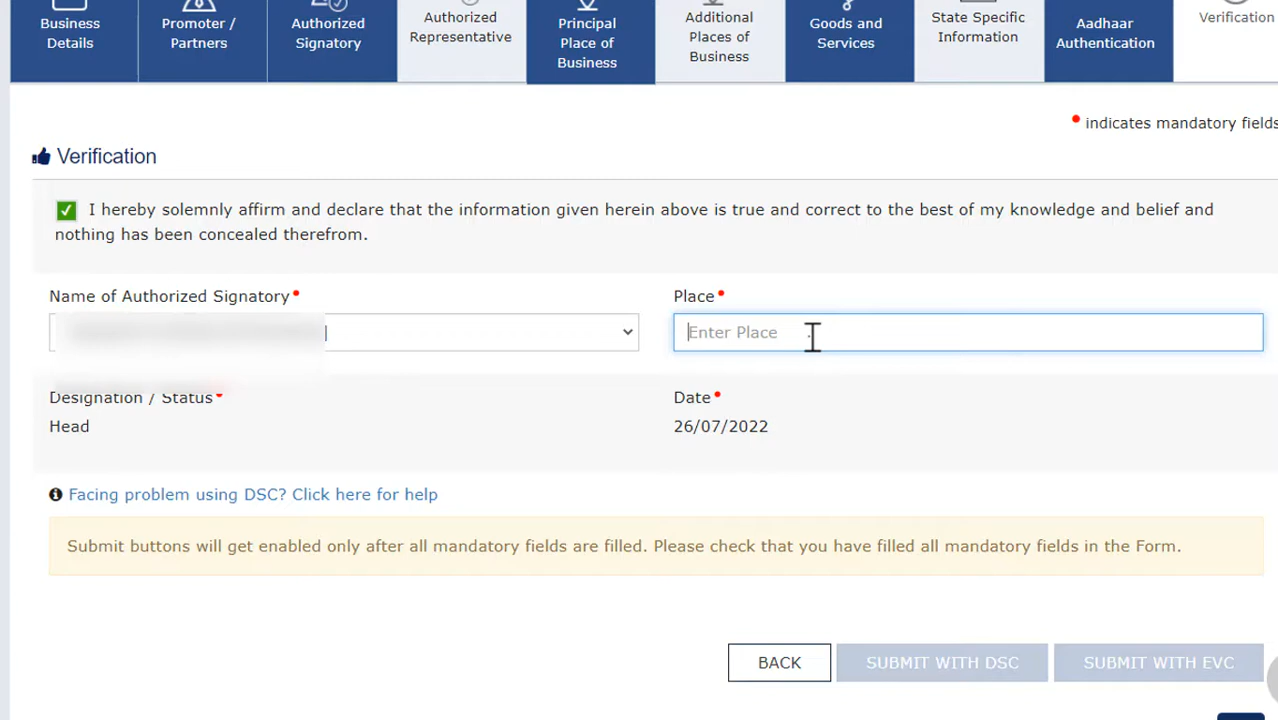 Business
Details
Promoter /
Partners
Authorized
Signatory
Authorized
Representative
Principal
Place of
Business
Additional
Places of
Business
Goods and
Services
State Specific
Information
Aadhaar
Authentication
Verification
• indicates mandatory fields
Verification
I hereby solemnly affirm and declare that the information given herein above is true and correct to the best of my knowledge and belief and
nothing has been concealed therefrom.
Name of Authorized Signatory•
Place•
Enter Place
Designation / Status•
Date•
Head
26/07/2022
Facing problem using DSC? Click here for help
Submit buttons will get enabled only after all mandatory fields are filled. Please check that you have filled all mandatory fields in the Form.
BACK
SUBMIT WITH DSC
SUBMIT WITH EVC